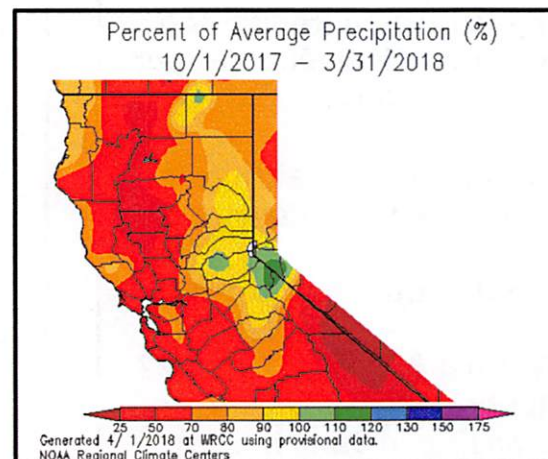 Percent of Average Precipitation (%)
10/1/2017 – 3/31/2018
25 50 70 80 90 100 110 120 130 150 175
Generated 4/ 1/2018 at WRCC using provisional data.
NOAA Regional Climate Centers